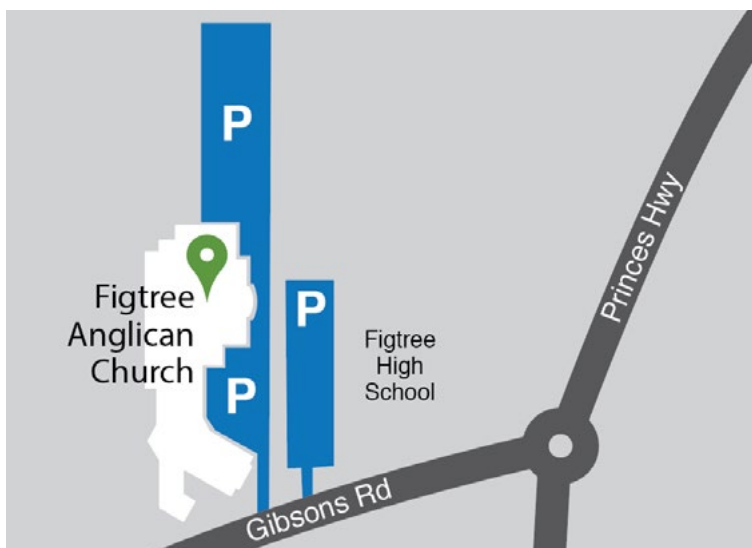 P
Figtree
Anglican
Church
P
P
Figtree
High
School
Gibsons Rd
Princes Hwy